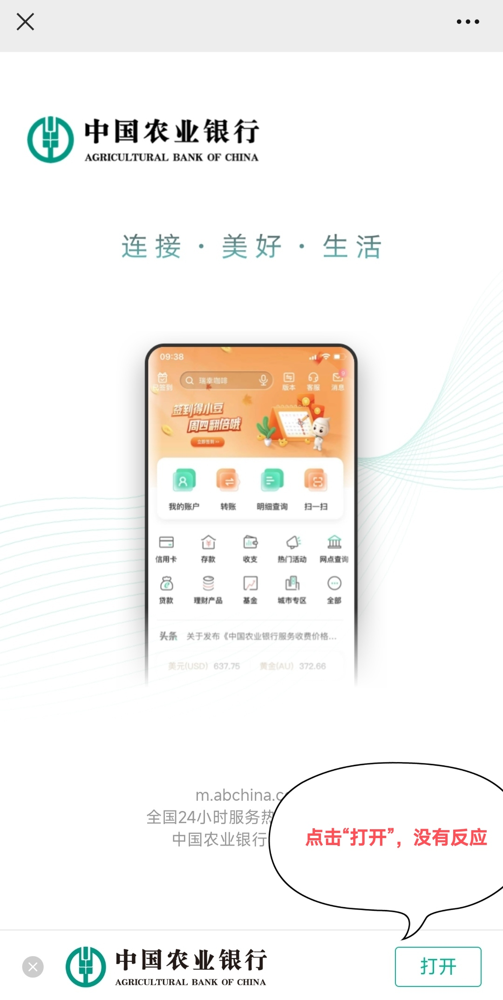 中国农业银行
AGRICULTURAL BANK OF CHINA
连接·美好·生活
09:38
已签到
瑞幸咖啡
版本
客服
9
消息
签到得小豆
周四翻倍哦
立即签到 >>
我的账户 转账 明细查询 扫一扫
信用卡 存款 收支 热门活动 网点查询
贷款 理财产品 基金 城市专区 全部
头条 关于发布《中国农业银行服务收费价格...
美元(USD) 637.75 黄金(AU) 372.66
m.abchina.c
全国24小时服务热
中国农业银行
点击“打开”，没有反应
中国农业银行
AGRICULTURAL BANK OF CHINA
打开